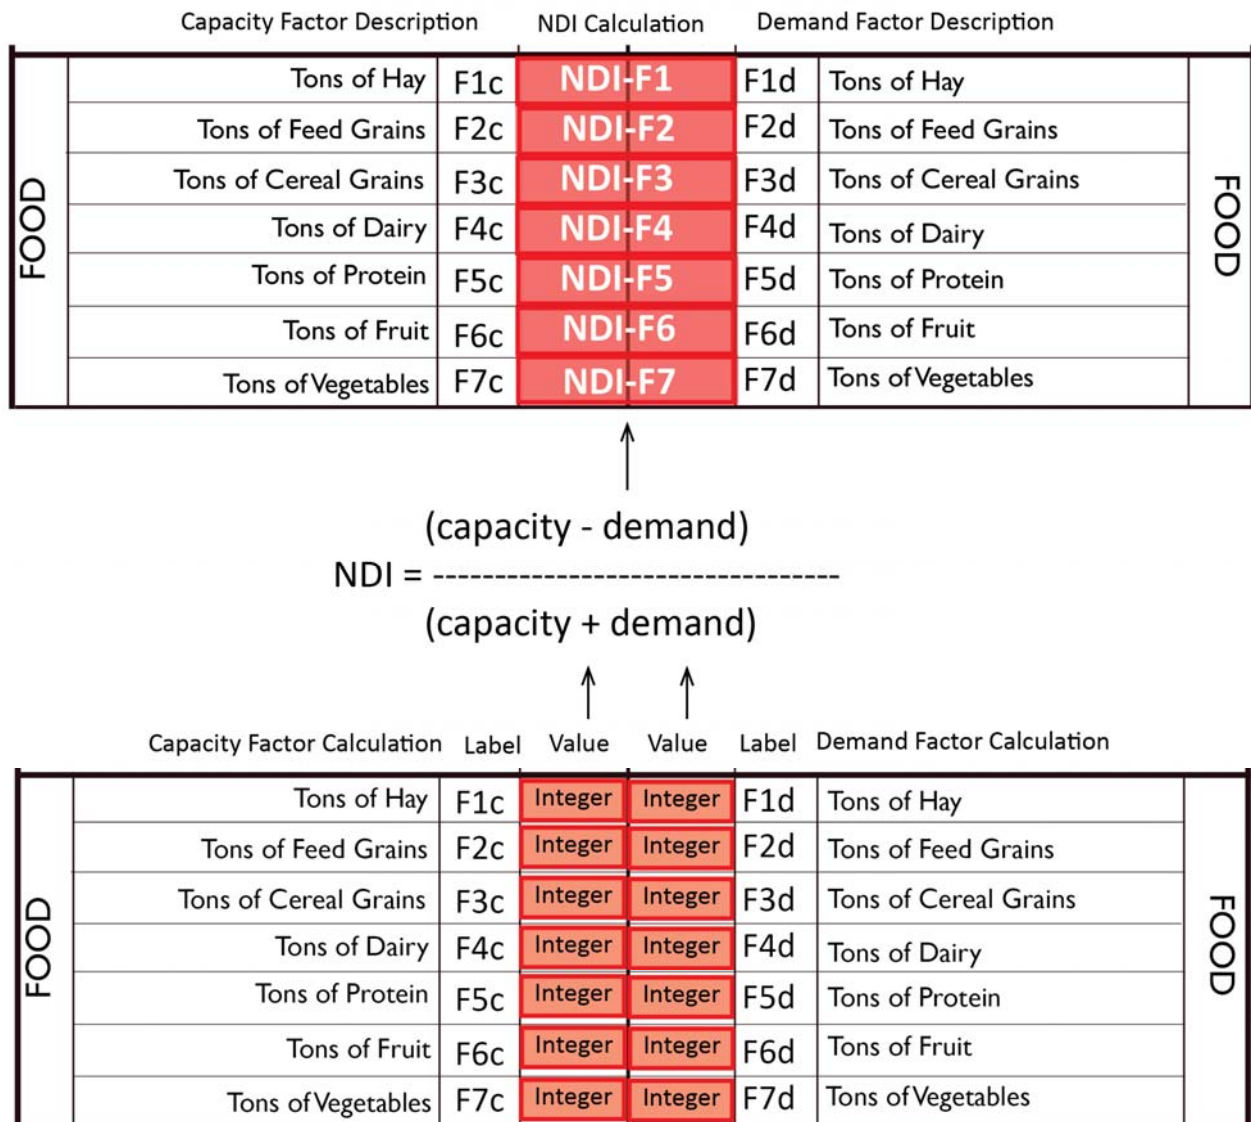 Capacity Factor Description NDI Calculation Demand Factor Description
FOOD
Tons of Hay F1c NDI-F1 F1d Tons of Hay
Tons of Feed Grains F2c NDI-F2 F2d Tons of Feed Grains
Tons of Cereal Grains F3c NDI-F3 F3d Tons of Cereal Grains
Tons of Dairy F4c NDI-F4 F4d Tons of Dairy
Tons of Protein F5c NDI-F5 F5d Tons of Protein
Tons of Fruit F6c NDI-F6 F6d Tons of Fruit
Tons of Vegetables F7c NDI-F7 F7d Tons of Vegetables
FOOD
(capacity - demand)
NDI = ----------------------------------
(capacity + demand)
Capacity Factor Calculation Label Value Value Label Demand Factor Calculation
FOOD
Tons of Hay F1c Integer Integer F1d Tons of Hay
Tons of Feed Grains F2c Integer Integer F2d Tons of Feed Grains
Tons of Cereal Grains F3c Integer Integer F3d Tons of Cereal Grains
Tons of Dairy F4c Integer Integer F4d Tons of Dairy
Tons of Protein F5c Integer Integer F5d Tons of Protein
Tons of Fruit F6c Integer Integer F6d Tons of Fruit
Tons of Vegetables F7c Integer Integer F7d Tons of Vegetables
FOOD